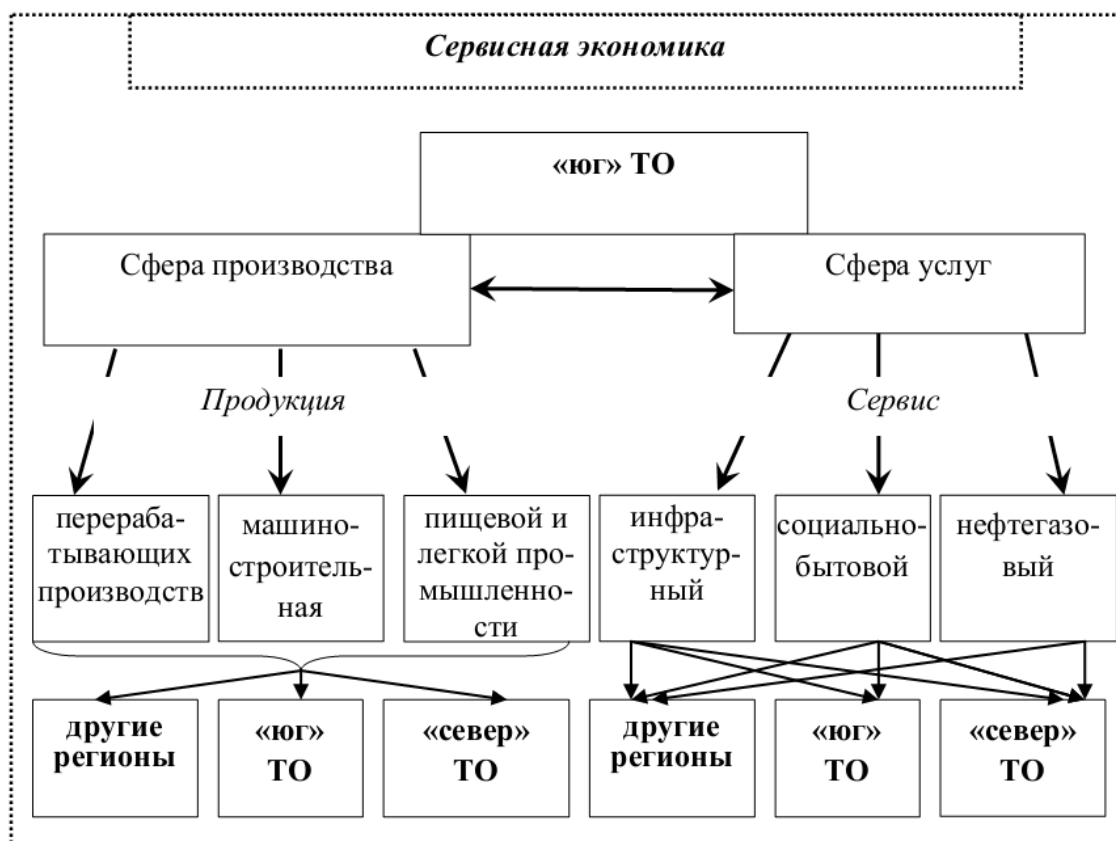 Сервисная экономика
«юг» ТО
Сфера производства
Сфера услуг
Продукция
Сервис
перераба-
тывающих
производств
машино-
строитель-
ная
пищевой и
легкой про-
мышленно-
сти
инфра-
структур-
ный
социально-
бытовой
нефтегазо-
вый
другие
регионы
«юг»
ТО
«север»
ТО
другие
регионы
«юг»
ТО
«север»
ТО